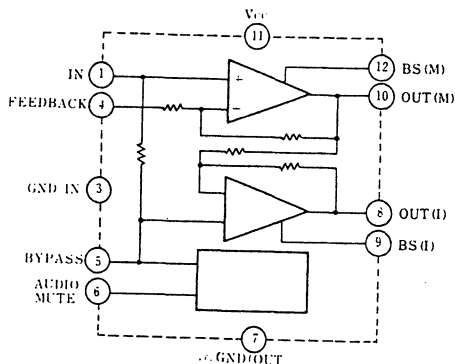 Vcc
11
IN 1
12 BS(M)
FEEDBACK 4
10 OUT(M)
+
−
GND IN 3
8 OUT(I)
9 BS(I)
BYPASS 5
AUDIO
MUTE 6
7
GND(OUT